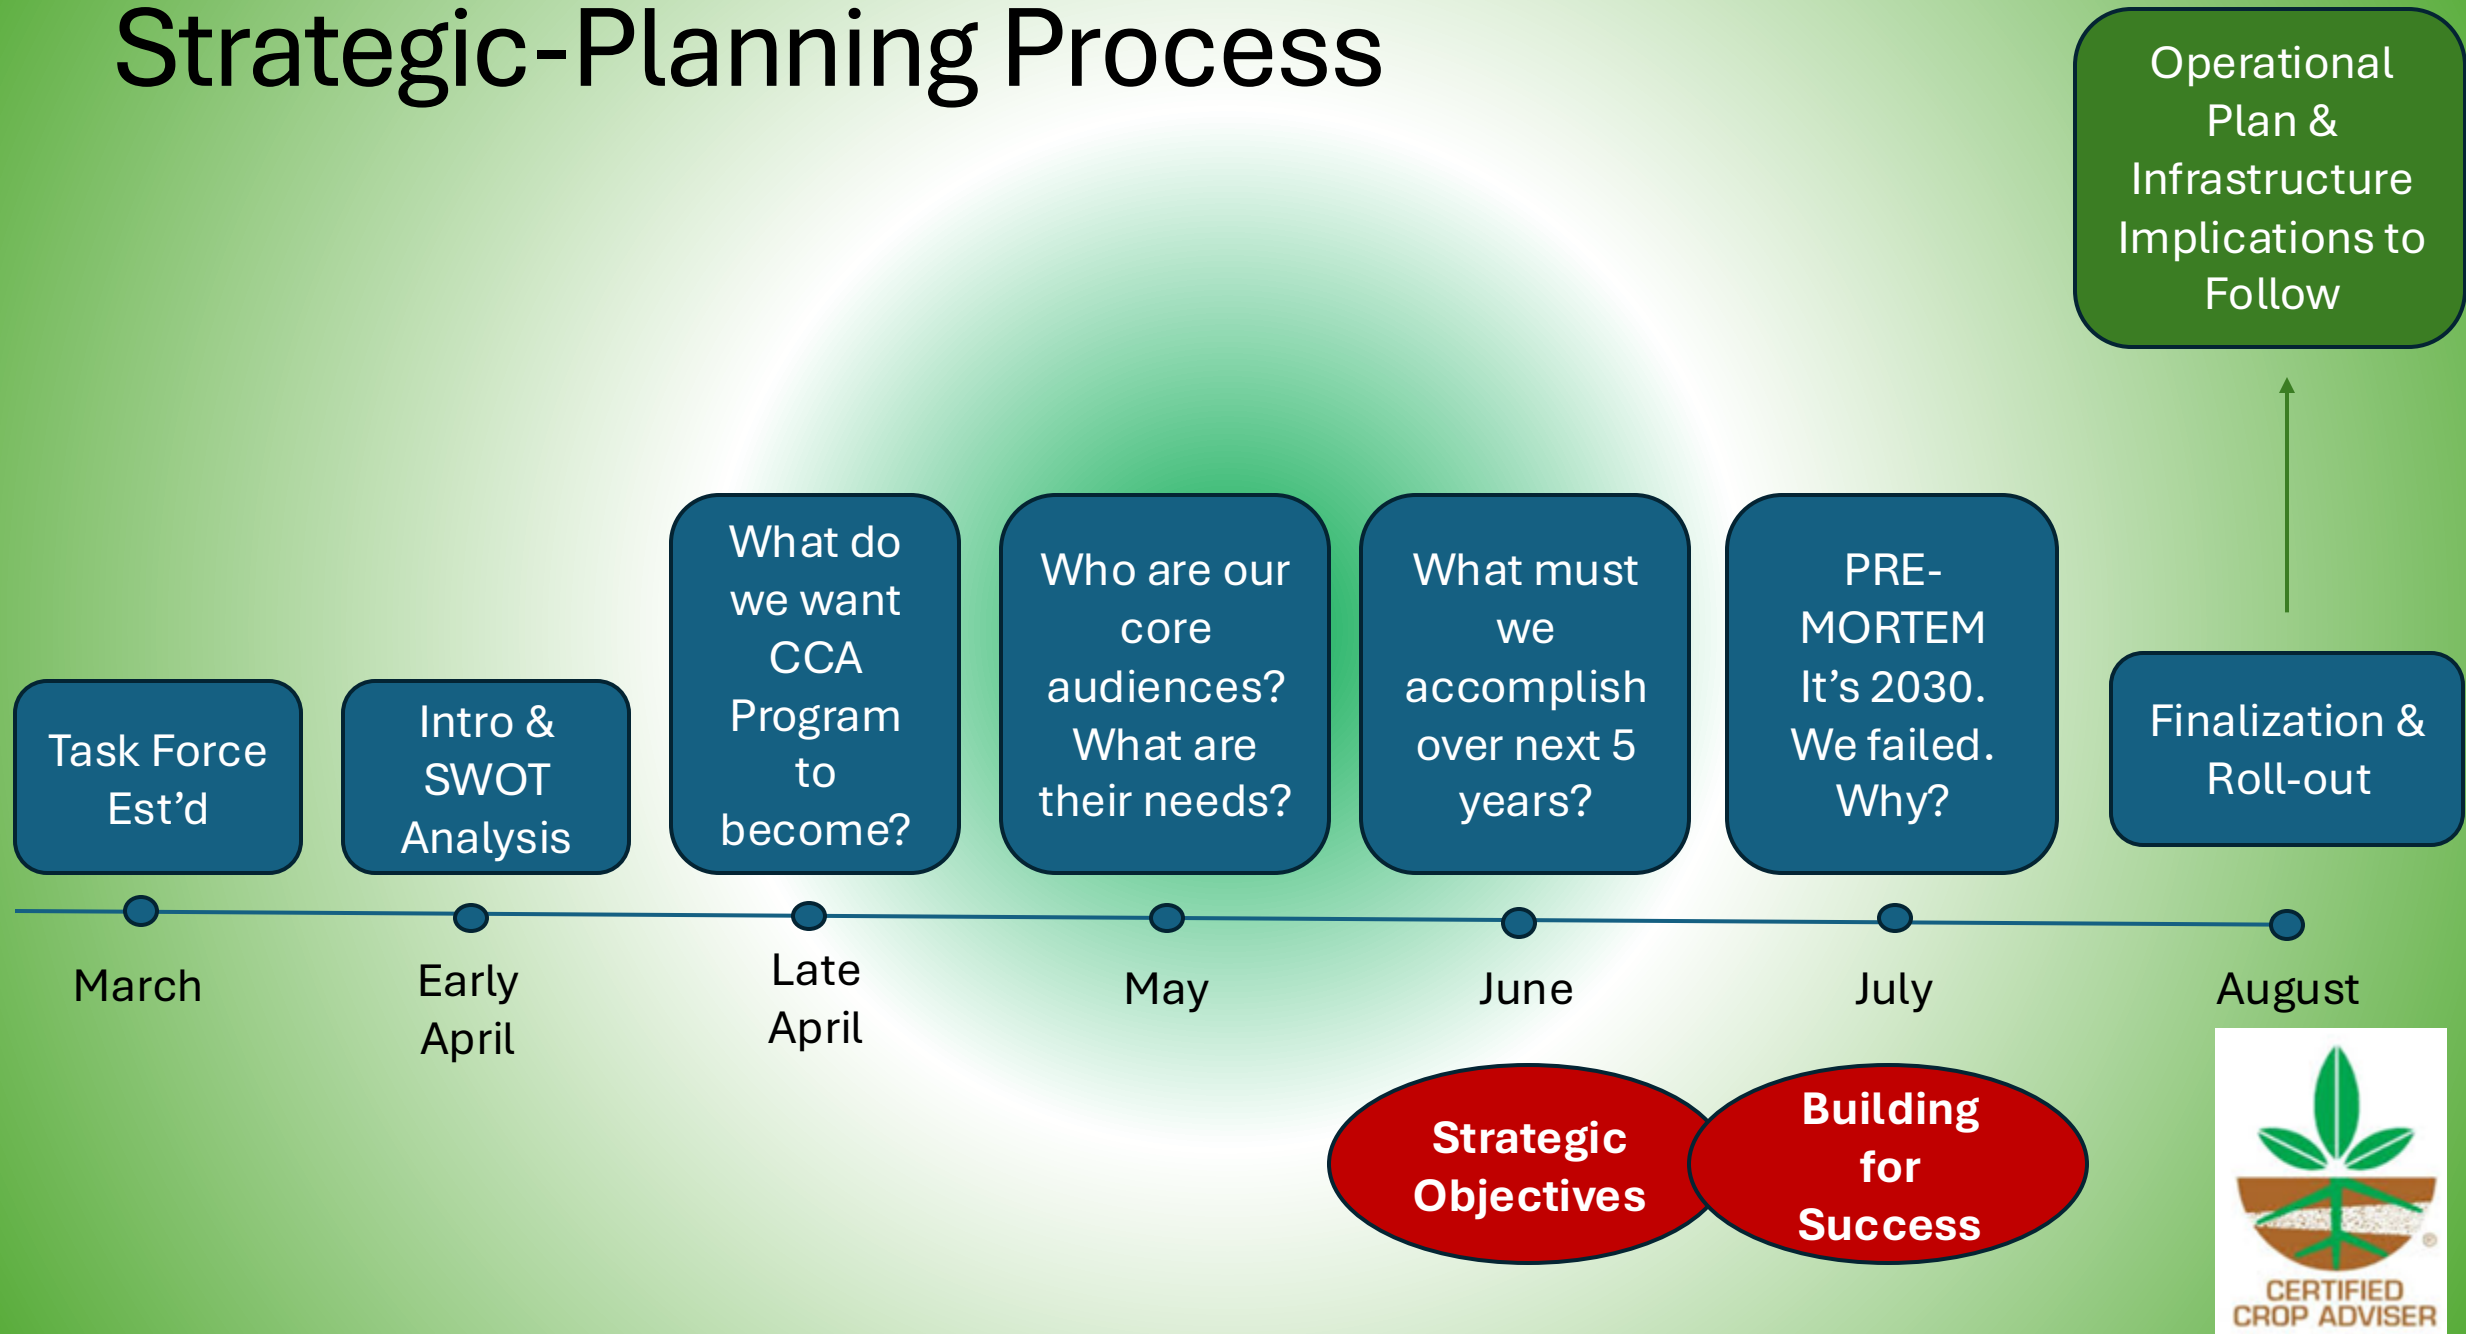 Strategic-Planning Process
Operational
Plan &
Infrastructure
Implications to
Follow
Task Force
Est’d
Intro &
SWOT
Analysis
What do
we want
CCA
Program
to
become?
Who are our
core
audiences?
What are
their needs?
What must
we
accomplish
over next 5
years?
PRE-
MORTEM
It’s 2030.
We failed.
Why?
Finalization &
Roll-out
March
Early
April
Late
April
May
June
July
August
Strategic
Objectives
Building
for
Success
®
CERTIFIED
CROP ADVISER